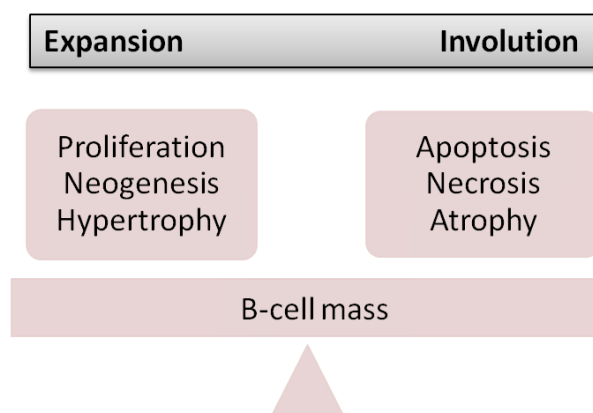 Expansion Involution
Proliferation
Neogenesis
Hypertrophy
Apoptosis
Necrosis
Atrophy
B-cell mass